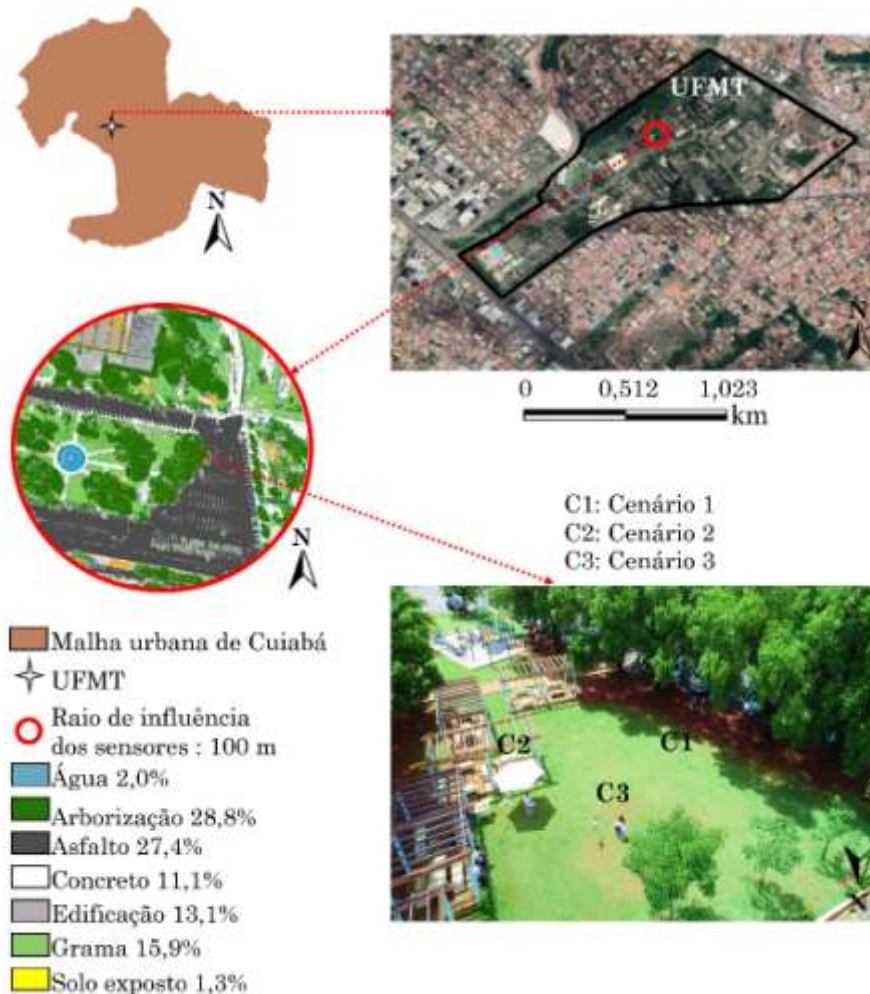 N
UFMT
N
0 0,512 1,023
km
N
C1: Cenário 1
C2: Cenário 2
C3: Cenário 3
Malha urbana de Cuiabá
UFMT
Raio de influência
dos sensores : 100 m
Água 2,0%
Arborização 28,8%
Asfalto 27,4%
Concreto 11,1%
Edificação 13,1%
Grama 15,9%
Solo exposto 1,3%
C1
C2
C3